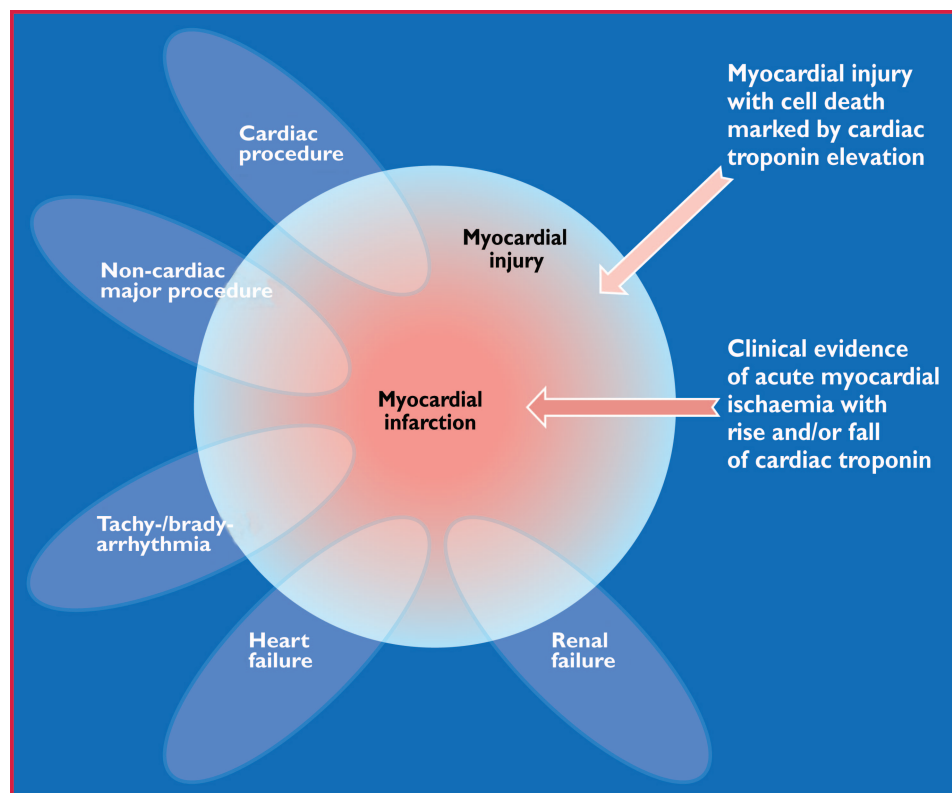 Cardiac
procedure
Myocardial injury
with cell death
marked by cardiac
troponin elevation
Non-cardiac
major procedure
Myocardial
injury
Myocardial
infarction
Clinical evidence
of acute myocardial
ischaemia with
rise and/or fall
of cardiac troponin
Tachy-/brady-
arrhythmia
Heart
failure
Renal
failure